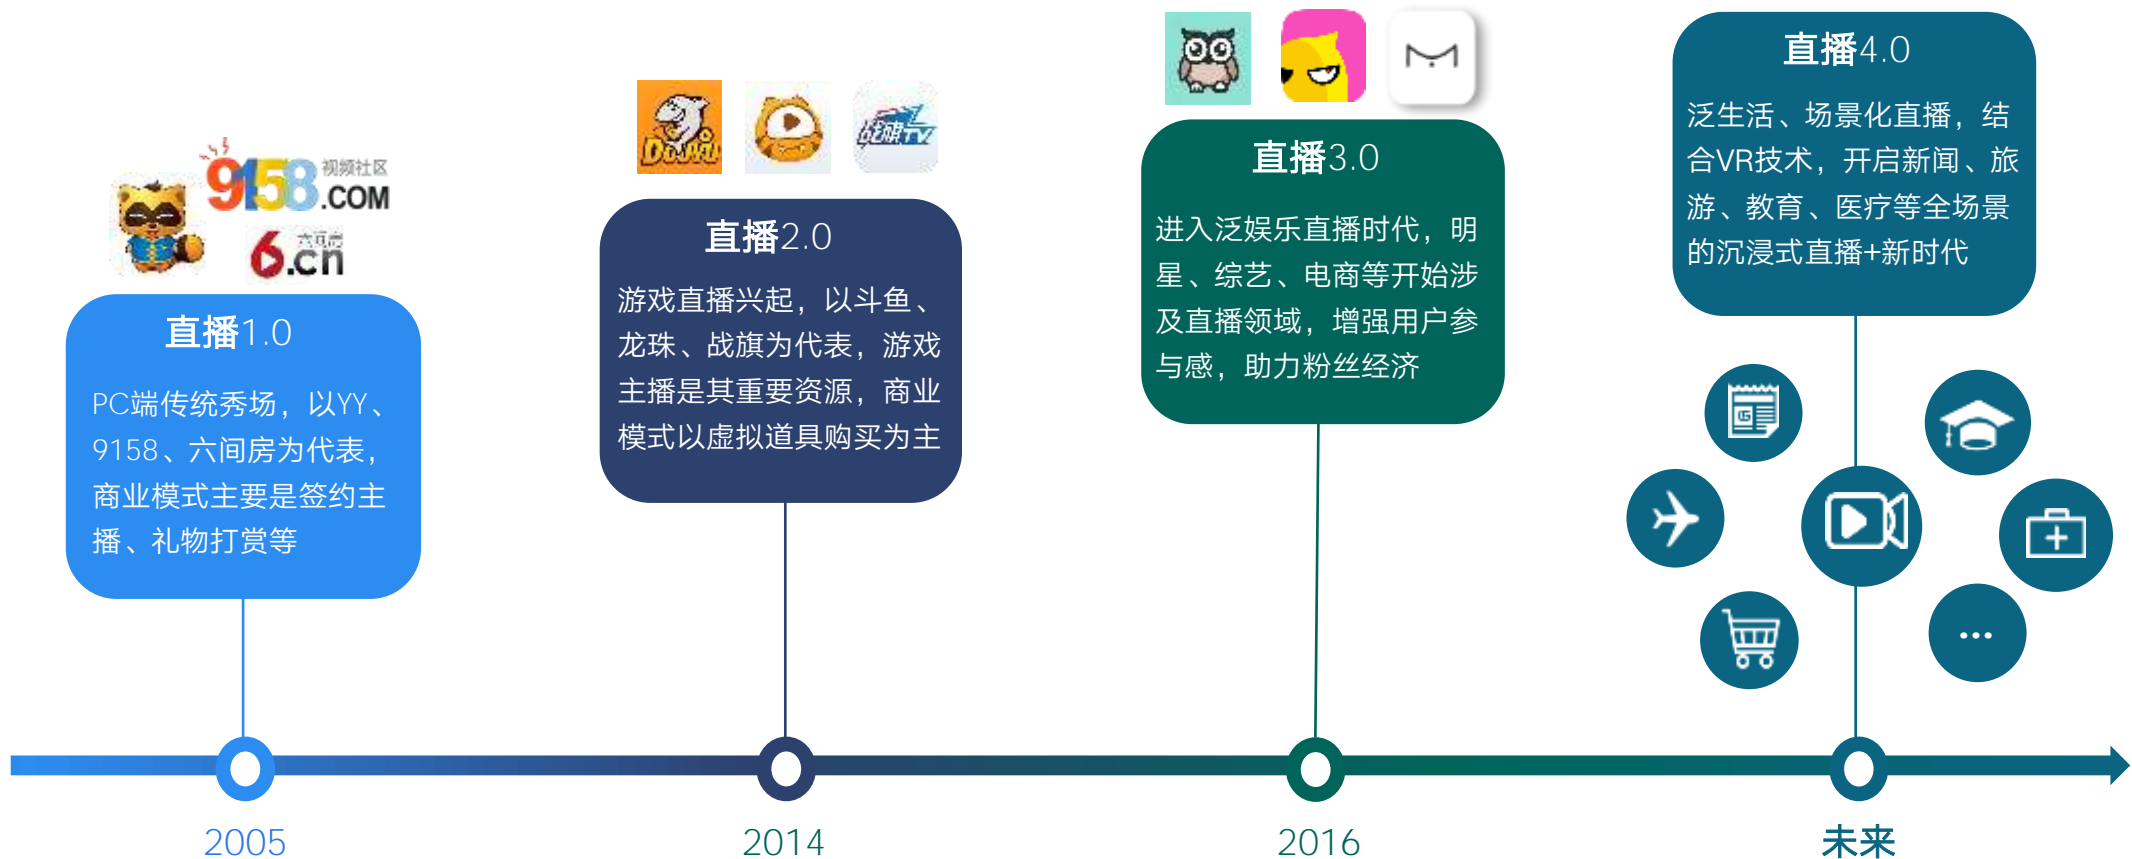 9158
视频社区
.COM
六间房
6.cn
直播1.0
PC端传统秀场，以YY、
9158、六间房为代表，
商业模式主要是签约主
播、礼物打赏等
2005
DOUYU
战旗TV
直播2.0
游戏直播兴起，以斗鱼、
龙珠、战旗为代表，游戏
主播是其重要资源，商业
模式以虚拟道具购买为主
2014
直播3.0
进入泛娱乐直播时代，明
星、综艺、电商等开始涉
及直播领域，增强用户参
与感，助力粉丝经济
2016
直播4.0
泛生活、场景化直播，结
合VR技术，开启新闻、旅
游、教育、医疗等全场景
的沉浸式直播+新时代
...
未来